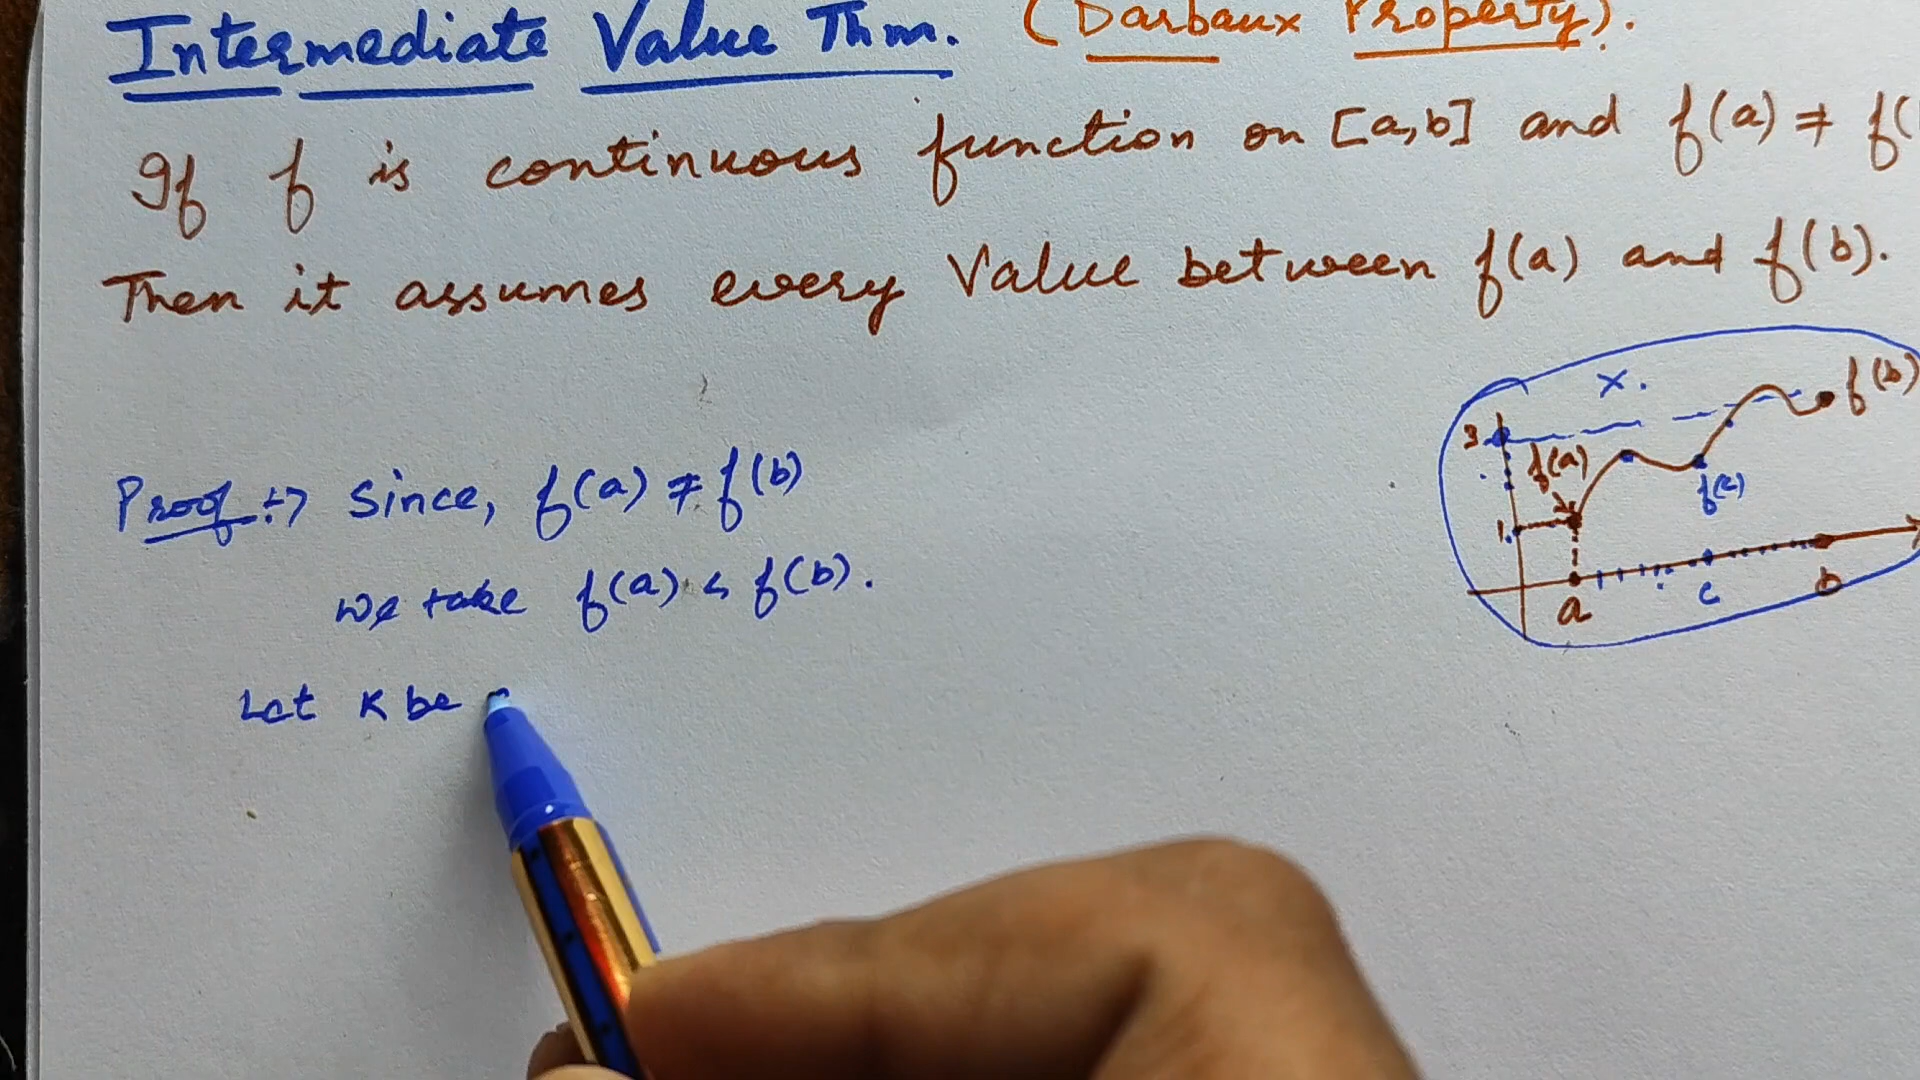 Intermediate Value Thm. (Darbaux Property).
If f is continuous function on [a,b] and f(a) ≠ f(
Then it assumes every Value between f(a) and f(b).
Proof :→ Since, f(a) ≠ f(b)
we take f(a) < f(b).
Let K be
x.
f(b)
3
f(a)
f(c)
1
a
c
b